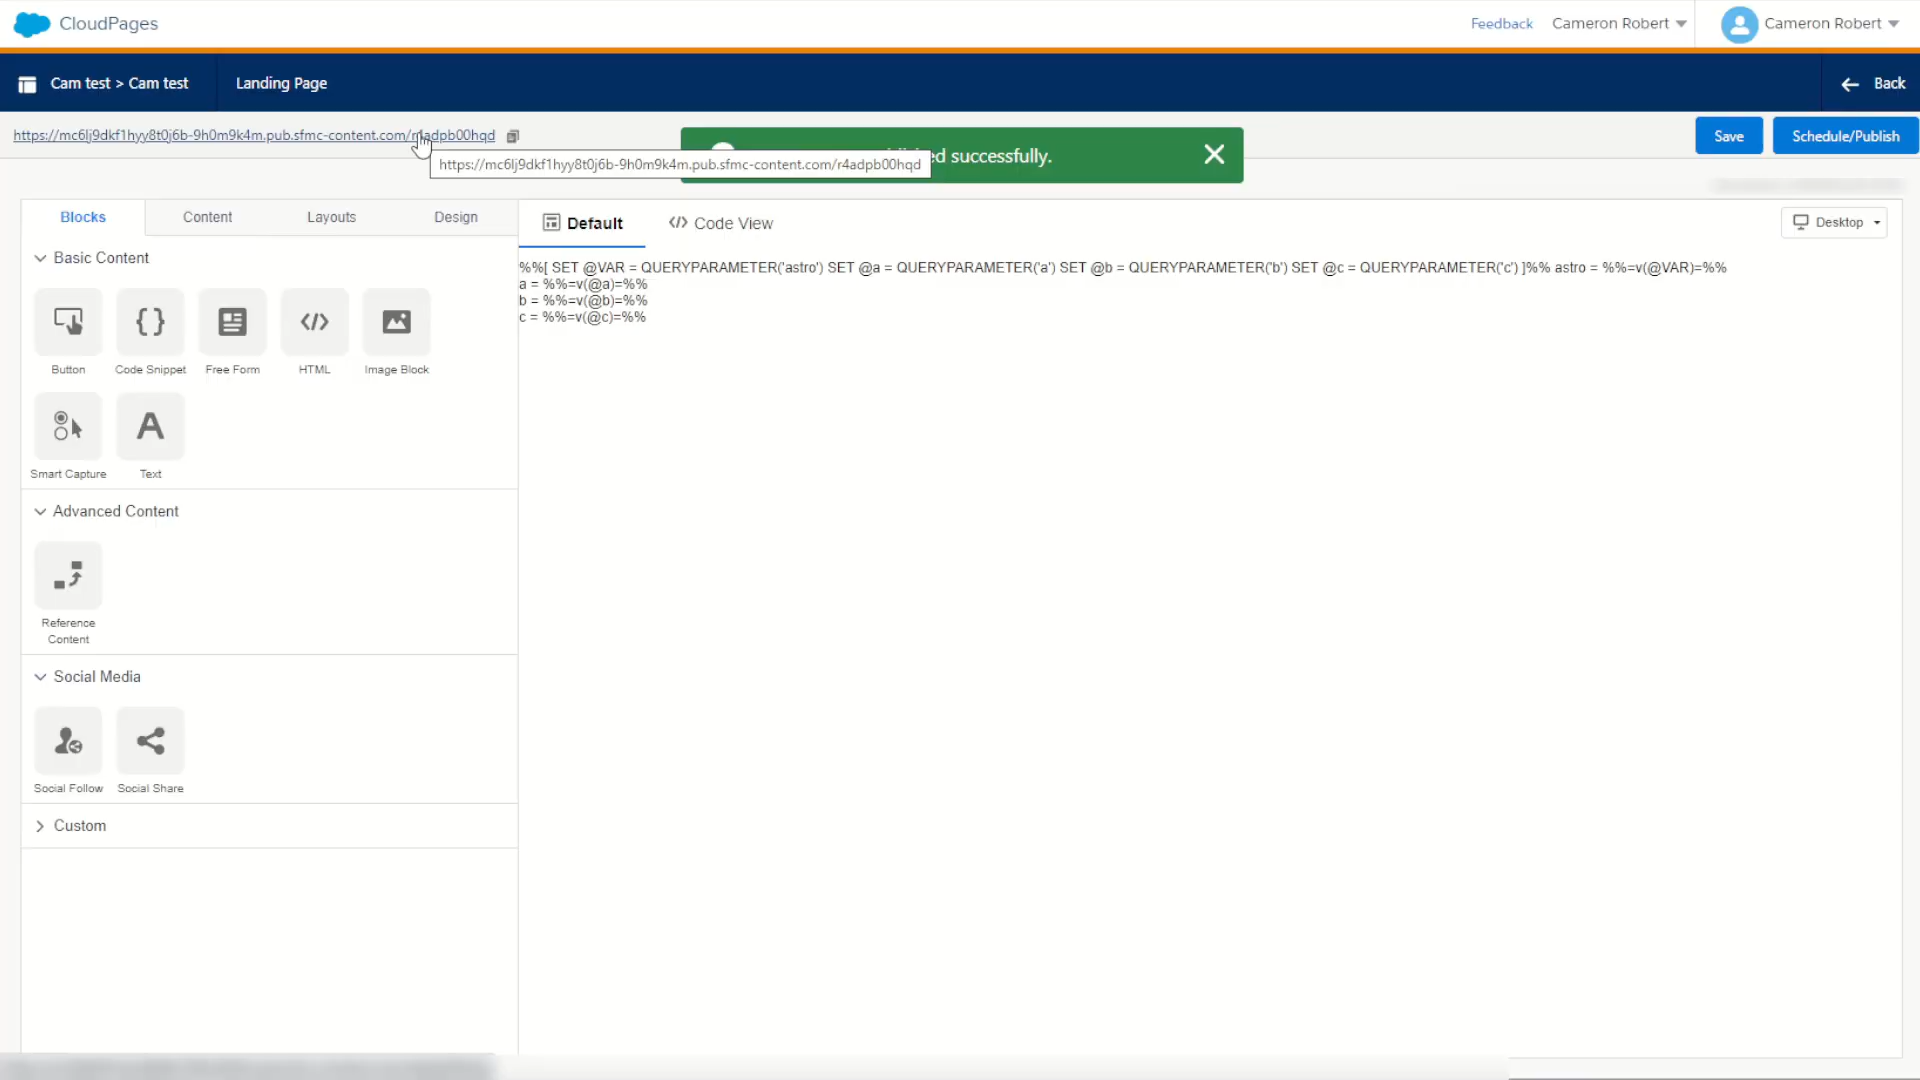 CloudPages
Feedback
Cameron Robert
Cameron Robert
Cam test > Cam test
Landing Page
Back
https://mc6lj9dkf1hyy8t0j6b-9h0m9k4m.pub.sfmc-content.com/r4adpb00hqd
https://mc6lj9dkf1hyy8t0j6b-9h0m9k4m.pub.sfmc-content.com/r4adpb00hqd
successfully.
Save
Schedule/Publish
Blocks
Content
Layouts
Design
Default
</> Code View
Desktop
Basic Content
Button
Code Snippet
Free Form
HTML
Image Block
Smart Capture
Text
Advanced Content
Reference
Content
Social Media
Social Follow
Social Share
Custom
%%[ SET @VAR = QUERYPARAMETER('astro') SET @a = QUERYPARAMETER('a') SET @b = QUERYPARAMETER('b') SET @c = QUERYPARAMETER('c') ]%% astro = %%=v(@VAR)=%%
a = %%=v(@a)=%%
b = %%=v(@b)=%%
c = %%=v(@c)=%%